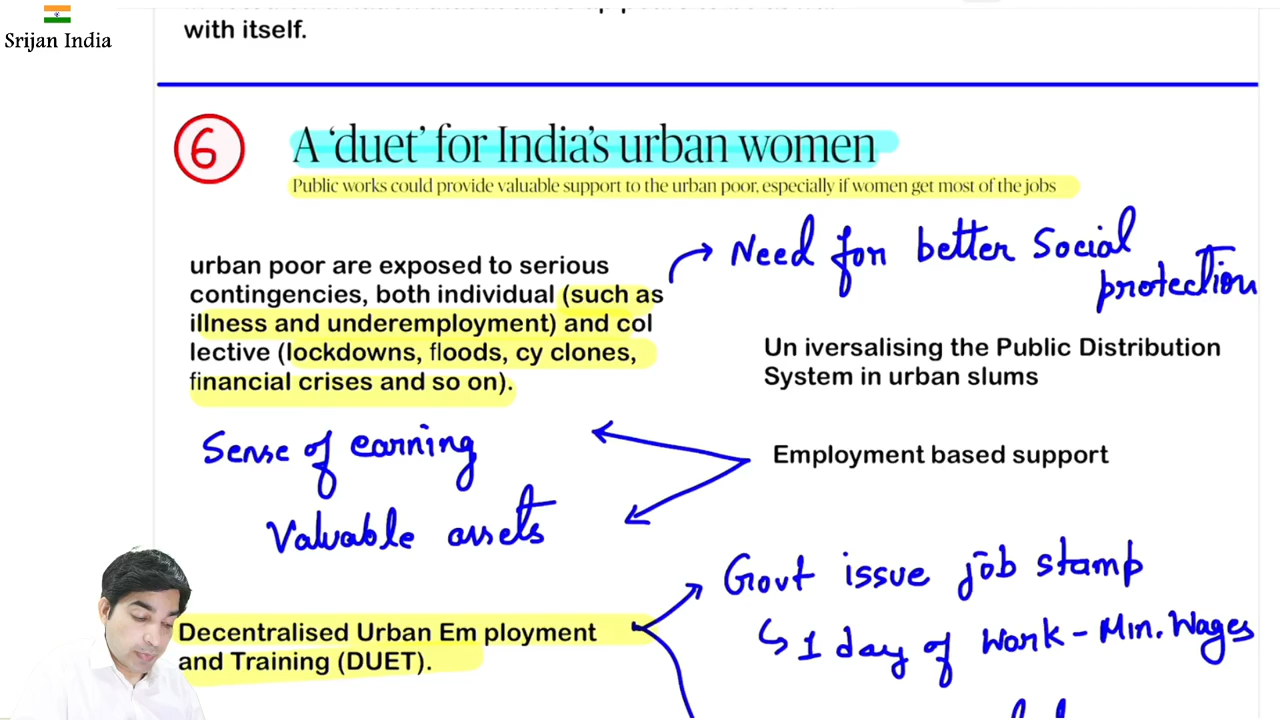 Srijan India
with itself.
6
A ‘duet’ for India’s urban women
Public works could provide valuable support to the urban poor, especially if women get most of the jobs
urban poor are exposed to serious
contingencies, both individual (such as
illness and underemployment) and col
lective (lockdowns, floods, cy clones,
financial crises and so on).
Need for better Social
protection
Un iversalising the Public Distribution
System in urban slums
Employment based support
Sense of earning
Valuable assets
Decentralised Urban Em ployment
and Training (DUET).
Govt issue job stamp
1 day of work - Min. Wages